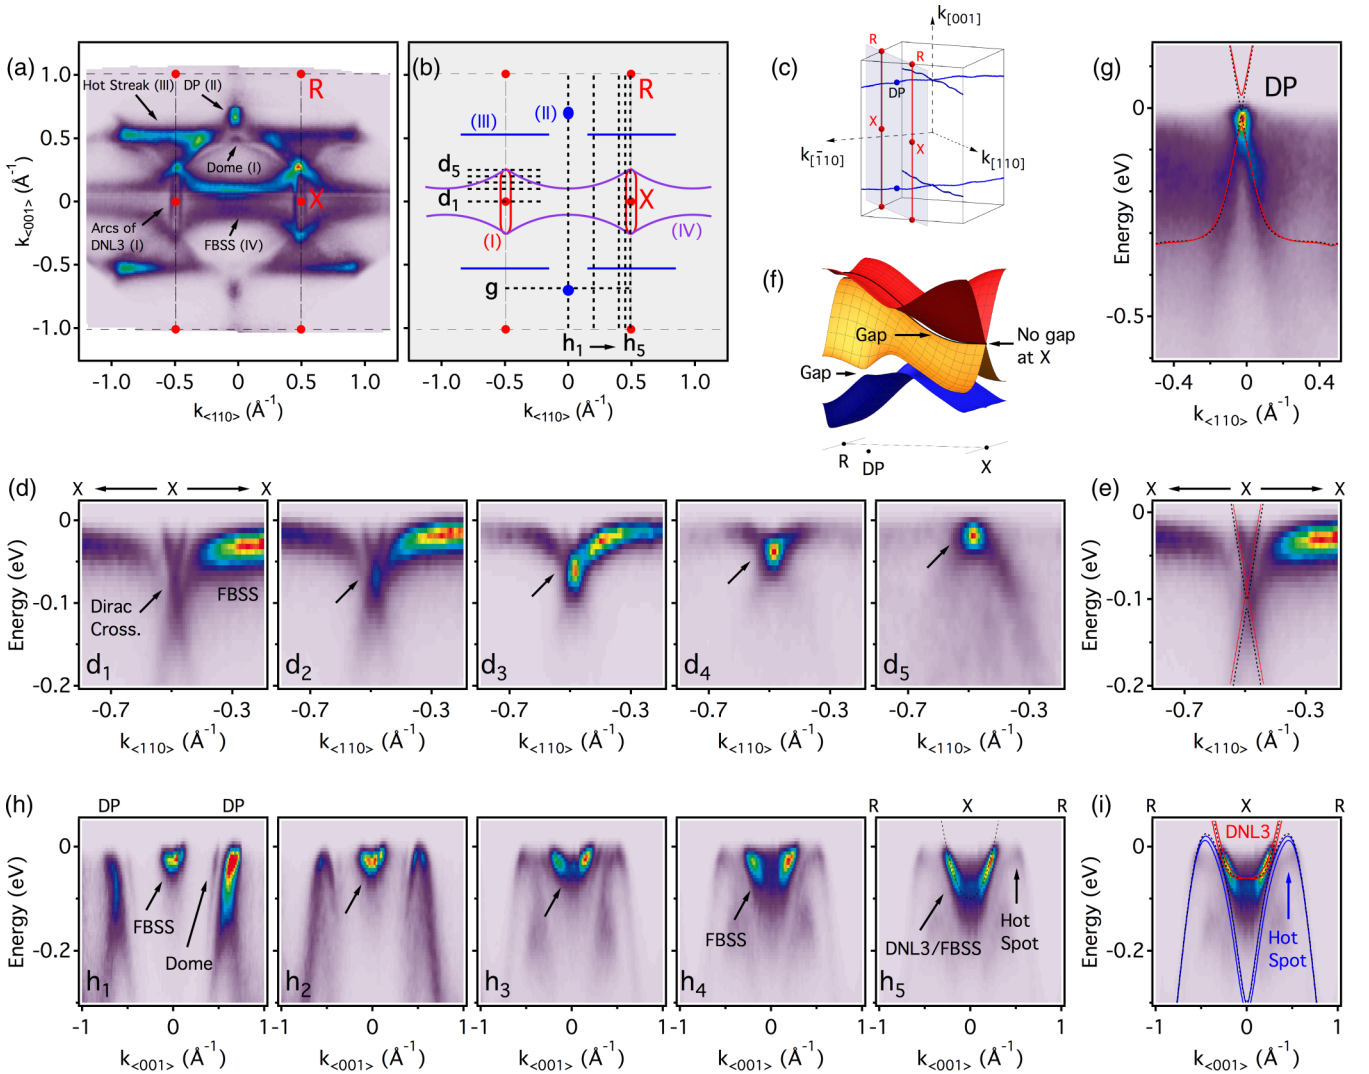 (a)
Hot Streak (III) DP (II)
R
Dome (I)
X
Arcs of
DNL3 (I)
FBSS (IV)
1.0
0.5
0
-0.5
-1.0
k<001> (Å-1)
-1.0 -0.5 0 0.5 1.0
k<110> (Å-1)
(b)
R
(III) (II)
d5
d1
X
(I) (IV)
g
h1 → h5
-1.0 -0.5 0 0.5 1.0
k<110> (Å-1)
(c)
k[001]
R
R
DP
X
X
k[1̄10]
k[110]
(f)
Gap
No gap
at X
Gap
R
DP
X
(g)
DP
0
-0.5
Energy (eV)
-0.4 0 0.4
k<110> (Å-1)
(d)
X ← X → X
0
-0.1
-0.2
Energy (eV)
Dirac
Cross.
FBSS
d1
d2
d3
d4
d5
-0.7 -0.3
-0.7 -0.3
-0.7 -0.3
-0.7 -0.3
-0.7 -0.3
k<110> (Å-1)
k<110> (Å-1)
k<110> (Å-1)
k<110> (Å-1)
k<110> (Å-1)
(e)
X ← X → X
0
-0.1
-0.2
Energy (eV)
-0.7 -0.3
k<110> (Å-1)
(h)
DP DP
0
-0.2
Energy (eV)
FBSS
Dome
h1
h2
h3
FBSS
h4
R X R
DNL3/FBSS
Hot
Spot
h5
-1 0 1
-1 0 1
-1 0 1
-1 0 1
-1 0 1
k<001> (Å-1)
k<001> (Å-1)
k<001> (Å-1)
k<001> (Å-1)
k<001> (Å-1)
(i)
R X R
DNL3
0
-0.2
Energy (eV)
Hot
Spot
-1 0 1
k<001> (Å-1)